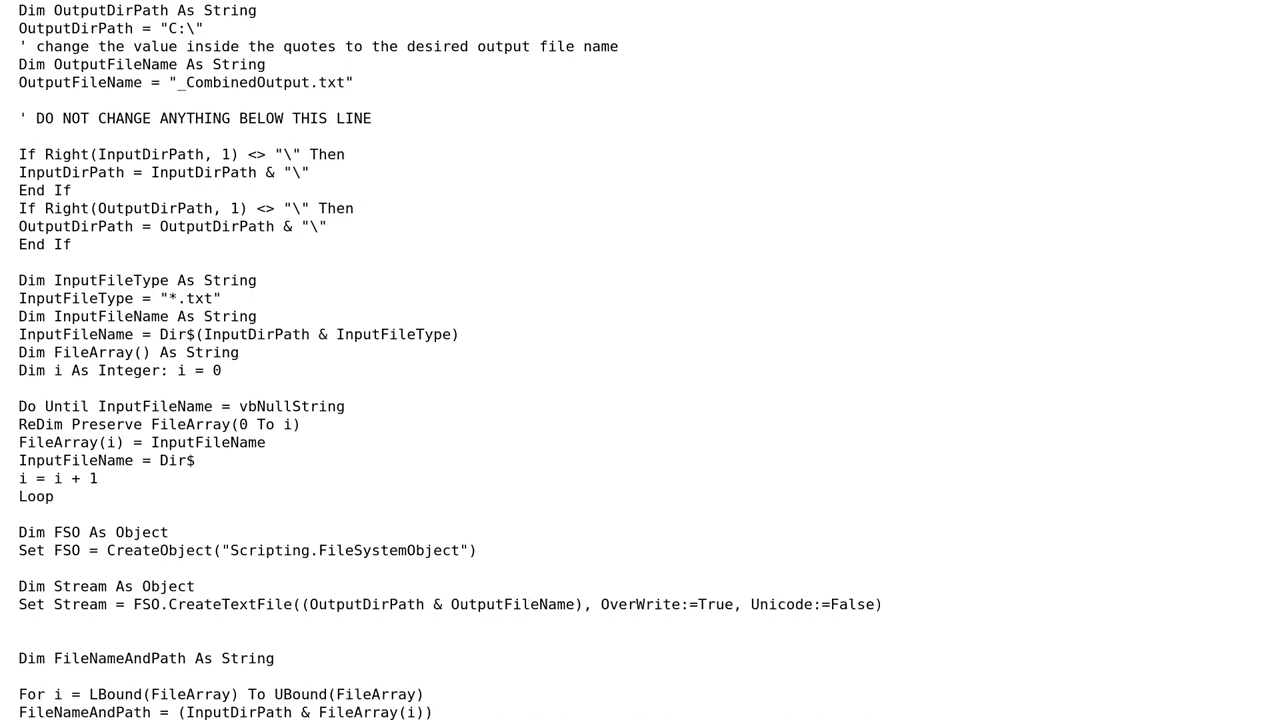 Dim OutputDirPath As String
OutputDirPath = "C:\"
' change the value inside the quotes to the desired output file name
Dim OutputFileName As String
OutputFileName = "_CombinedOutput.txt"

' DO NOT CHANGE ANYTHING BELOW THIS LINE

If Right(InputDirPath, 1) <> "\" Then
InputDirPath = InputDirPath & "\"
End If
If Right(OutputDirPath, 1) <> "\" Then
OutputDirPath = OutputDirPath & "\"
End If

Dim InputFileType As String
InputFileType = "*.txt"
Dim InputFileName As String
InputFileName = Dir$(InputDirPath & InputFileType)
Dim FileArray() As String
Dim i As Integer: i = 0

Do Until InputFileName = vbNullString
ReDim Preserve FileArray(0 To i)
FileArray(i) = InputFileName
InputFileName = Dir$
i = i + 1
Loop

Dim FSO As Object
Set FSO = CreateObject("Scripting.FileSystemObject")

Dim Stream As Object
Set Stream = FSO.CreateTextFile((OutputDirPath & OutputFileName), OverWrite:=True, Unicode:=False)


Dim FileNameAndPath As String

For i = LBound(FileArray) To UBound(FileArray)
FileNameAndPath = (InputDirPath & FileArray(i))